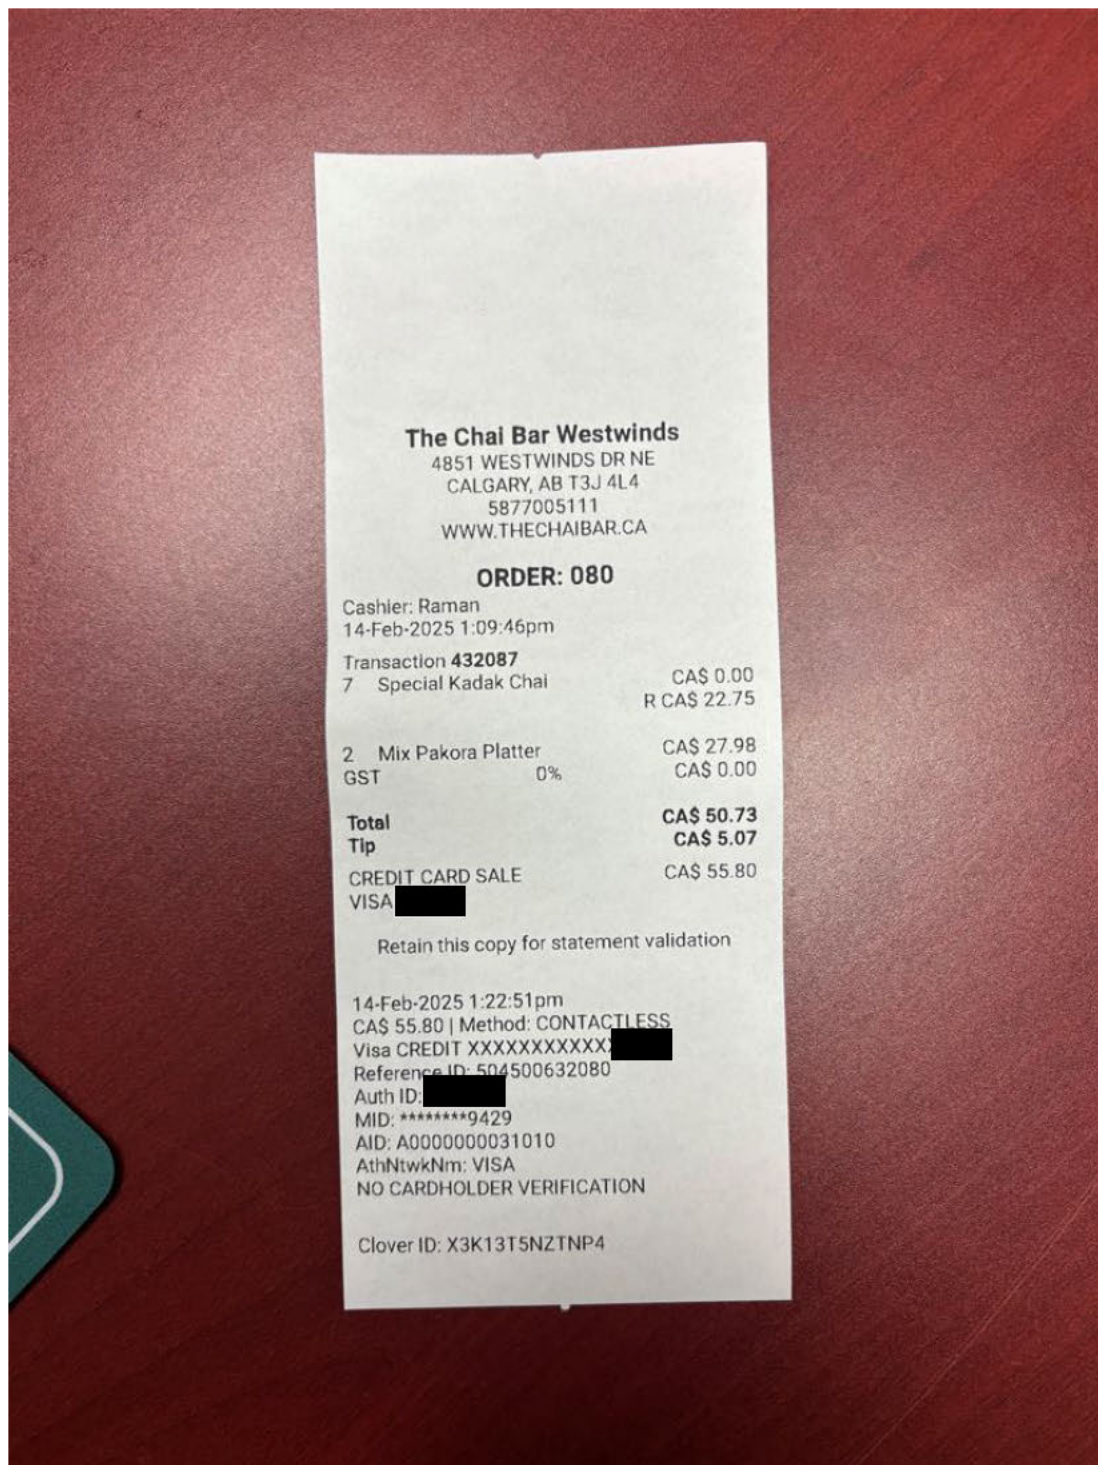 The Chai Bar Westwinds
4851 WESTWINDS DR NE
CALGARY, AB T3J 4L4
5877005111
WWW.THECHAIBAR.CA
ORDER: 080
Cashier: Raman
14-Feb-2025 1:09:46pm
Transaction 432087
7 Special Kadak Chai CA$ 0.00
R CA$ 22.75
2 Mix Pakora Platter CA$ 27.98
GST 0% CA$ 0.00
Total CA$ 50.73
Tip CA$ 5.07
CREDIT CARD SALE CA$ 55.80
VISA
Retain this copy for statement validation
14-Feb-2025 1:22:51pm
CA$ 55.80 | Method: CONTACTLESS
Visa CREDIT XXXXXXXXXXXX
Reference ID: 504500632080
Auth ID:
MID: ********9429
AID: A0000000031010
AthNtwkNm: VISA
NO CARDHOLDER VERIFICATION
Clover ID: X3K13T5NZTNP4